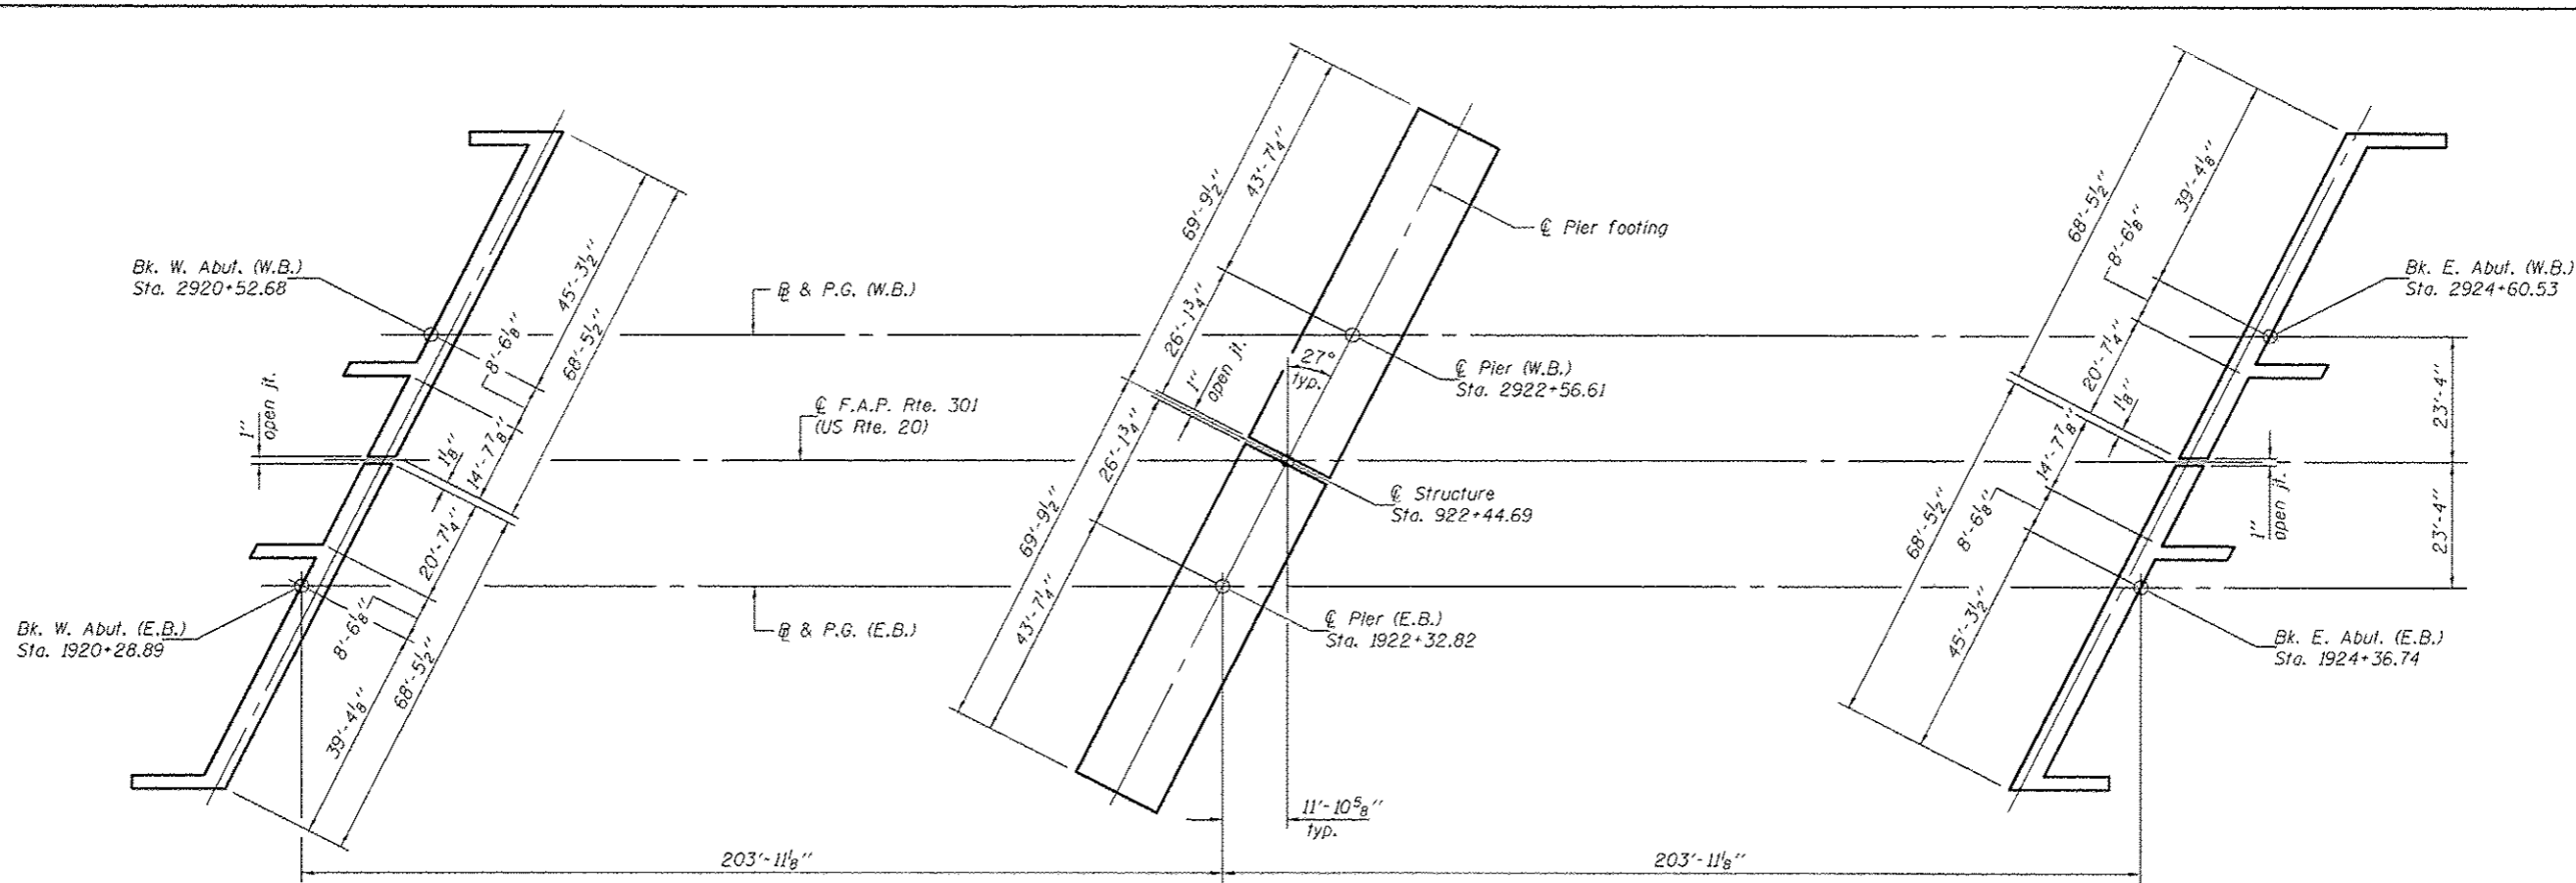 Bk. W. Abut. (W.B.)
Sta. 2920+52.68
1"
open jt.
Bk. W. Abut. (E.B.)
Sta. 1920+28.89
45'-3½"
68'-5½"
8'-6⅛"
1⅛"
14'-7⅞"
20'-7¼"
8'-6⅛"
39'-4⅛"
68'-5½"
℄ & P.G. (W.B.)
℄ F.A.P. Rte. 301
(US Rte. 20)
℄ & P.G. (E.B.)
69'-9½"
43'-7¼"
26'-1¾"
1"
open jt.
27°
typ.
26'-1¾"
69'-9½"
43'-7¼"
℄ Pier footing
℄ Pier (W.B.)
Sta. 2922+56.61
℄ Structure
Sta. 922+44.69
℄ Pier (E.B.)
Sta. 1922+32.82
11'-10⅝"
typ.
203'-11⅛"
203'-11⅛"
68'-5½"
39'-4⅛"
8'-6⅛"
20'-7¼"
1⅛"
14'-7⅞"
8'-6⅛"
68'-5½"
45'-3½"
Bk. E. Abut. (W.B.)
Sta. 2924+60.53
23'-4"
23'-4"
1"
open jt.
Bk. E. Abut. (E.B.)
Sta. 1924+36.74